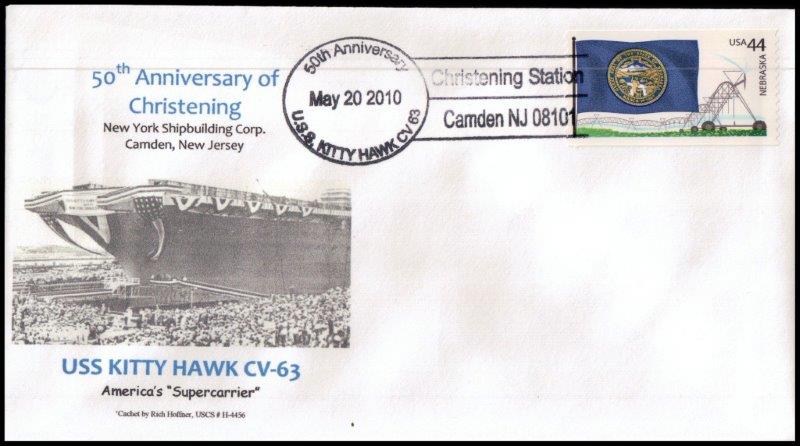 50th Anniversary of
Christening
New York Shipbuilding Corp.
Camden, New Jersey
50th Anniversary
May 20 2010
U.S.S. KITTY HAWK CV 63
Christening Station
Camden NJ 08101
USA 44
NEBRASKA
USS KITTY HAWK CV-63
America's "Supercarrier"
'Cachet by Rich Hoffner, USCS # H-4456